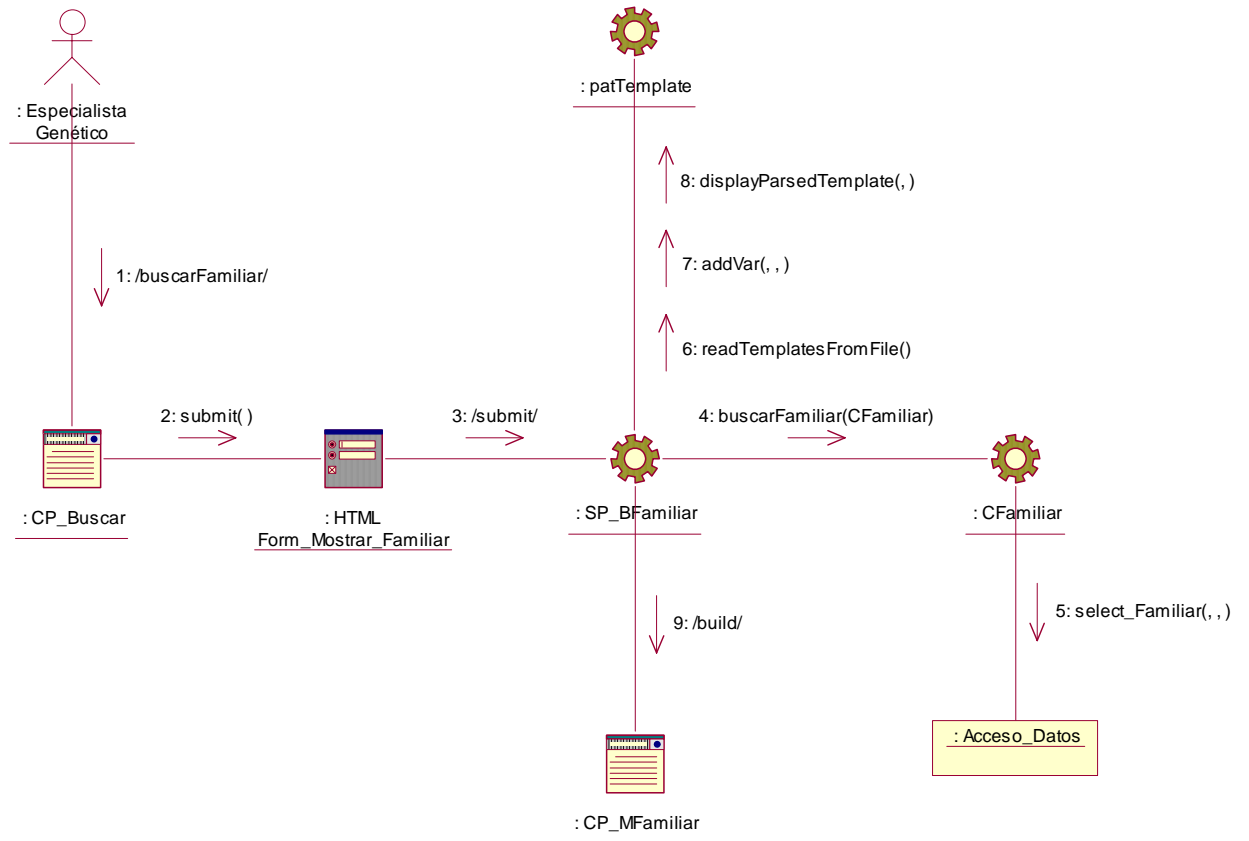 : patTemplate
: Especialista
Genético
8: displayParsedTemplate(, )
7: addVar(, , )
1: /buscarFamiliar/
6: readTemplatesFromFile()
2: submit( )
3: /submit/
4: buscarFamiliar(CFamiliar)
: CP_Buscar
: HTML
Form_Mostrar_Familiar
: SP_BFamiliar
: CFamiliar
9: /build/
5: select_Familiar(, , )
: Acceso_Datos
: CP_MFamiliar